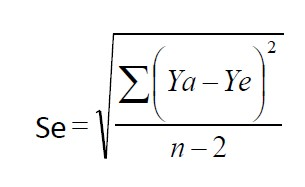 Se = √(∑(Ya − Ye)² / (n − 2))